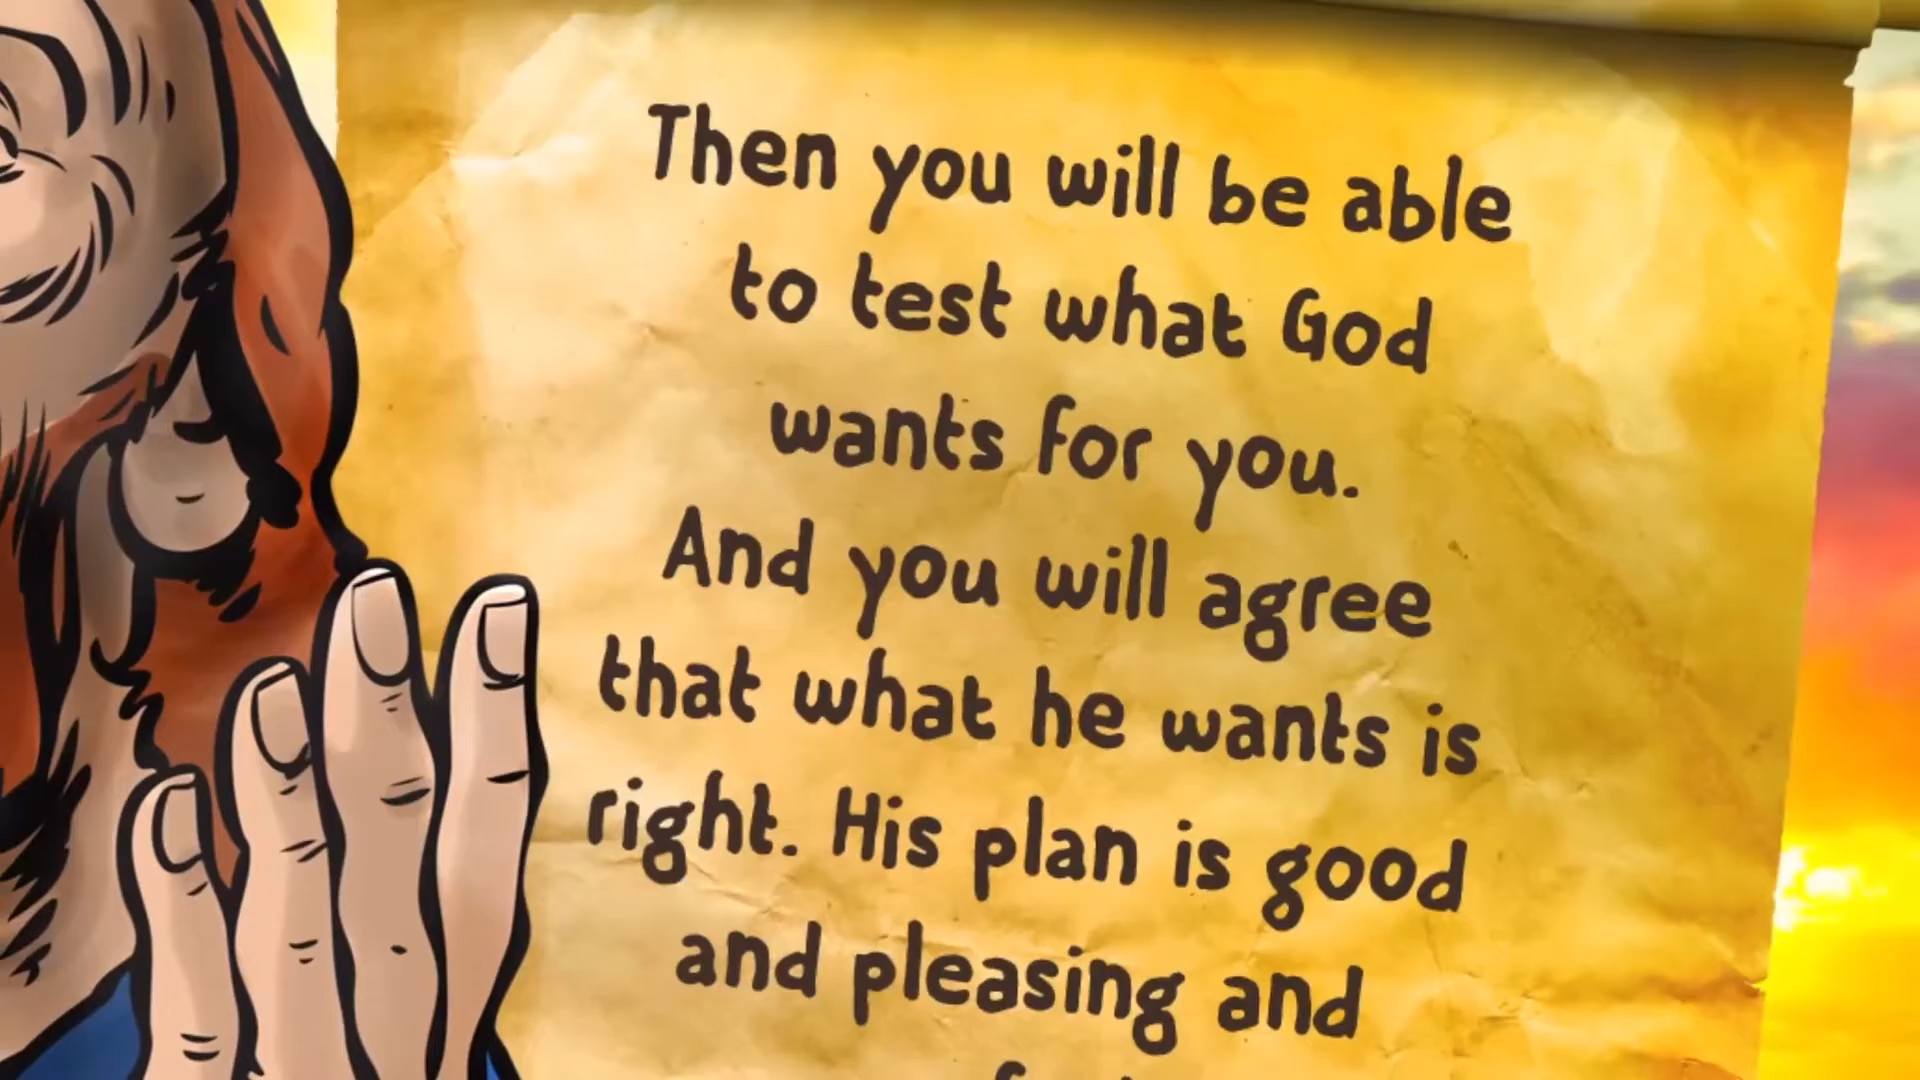 Then you will be able
to test what God
wants for you.
And you will agree
that what he wants is
right. His plan is good
and pleasing and